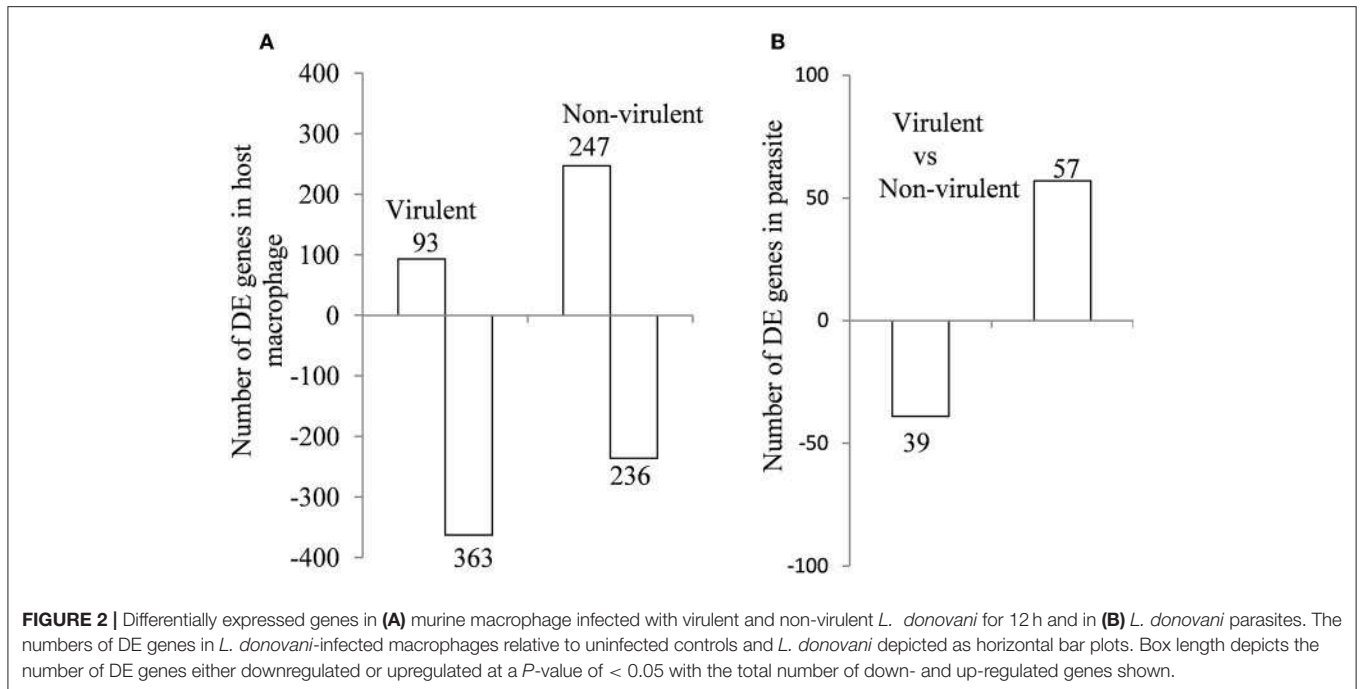 A
Number of DE genes in host
macrophage
400
300
200
100
0
-100
-200
-300
-400
Virulent
93
363
Non-virulent
247
236
B
Number of DE genes in parasite
100
50
0
-50
-100
Virulent
vs
Non-virulent
39
57
FIGURE 2 | Differentially expressed genes in (A) murine macrophage infected with virulent and non-virulent L. donovani for 12 h and in (B) L. donovani parasites. The
numbers of DE genes in L. donovani-infected macrophages relative to uninfected controls and L. donovani depicted as horizontal bar plots. Box length depicts the
number of DE genes either downregulated or upregulated at a P-value of < 0.05 with the total number of down- and up-regulated genes shown.